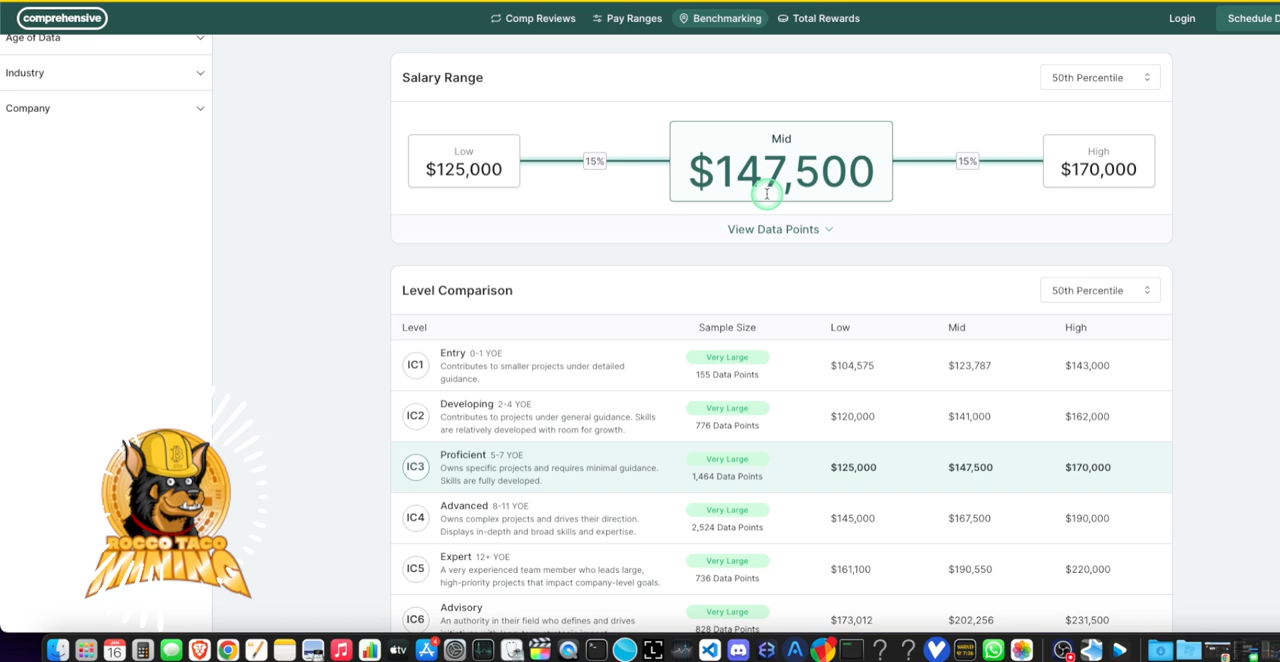 comprehensive
Comp Reviews
Pay Ranges
Benchmarking
Total Rewards
Login
Schedule D
Age of Data
Industry
Company
Salary Range
50th Percentile
Low
$125,000
15%
Mid
$147,500
15%
High
$170,000
View Data Points
Level Comparison
50th Percentile
Level Sample Size Low Mid High
IC1
Entry 0-1 YOE
Contributes to smaller projects under detailed
guidance.
Very Large
155 Data Points
$104,575 $123,787 $143,000
IC2
Developing 2-4 YOE
Contributes to projects under general guidance. Skills
are relatively developed with room for growth.
Very Large
776 Data Points
$120,000 $141,000 $162,000
IC3
Proficient 5-7 YOE
Owns specific projects and requires minimal guidance.
Skills are fully developed.
Very Large
1,464 Data Points
$125,000 $147,500 $170,000
IC4
Advanced 8-11 YOE
Owns complex projects and drives their direction.
Displays in-depth and broad skills and expertise.
Very Large
2,524 Data Points
$145,000 $167,500 $190,000
IC5
Expert 12+ YOE
A very experienced team member who leads large,
high-priority projects that impact company-level goals.
Very Large
736 Data Points
$161,100 $190,550 $220,000
IC6
Advisory
An authority in their field who defines and drives
Very Large
828 Data Points
$173,012 $202,256 $231,500
ROCCO TACO
MINING
JAN
16
tv